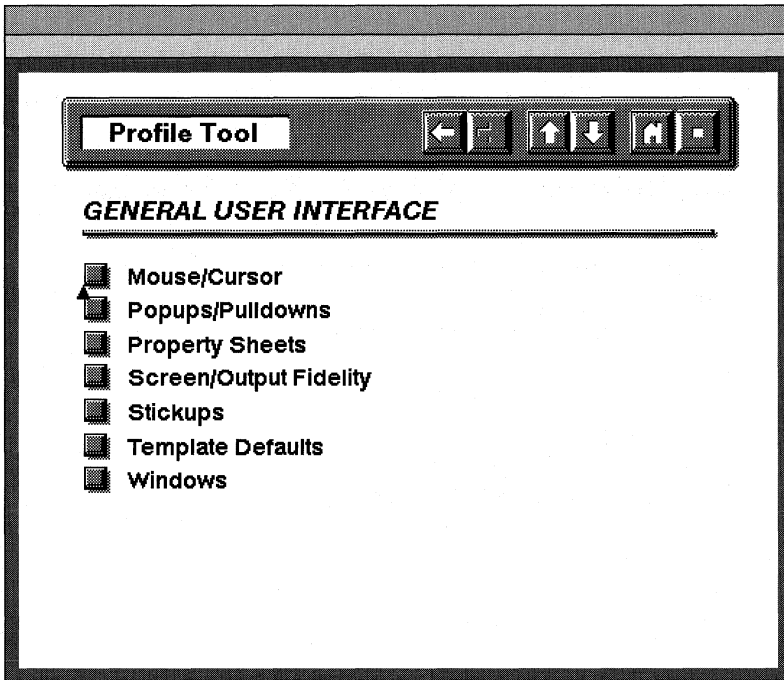 Profile Tool
GENERAL USER INTERFACE
Mouse/Cursor
Popups/Pulldowns
Property Sheets
Screen/Output Fidelity
Stickups
Template Defaults
Windows